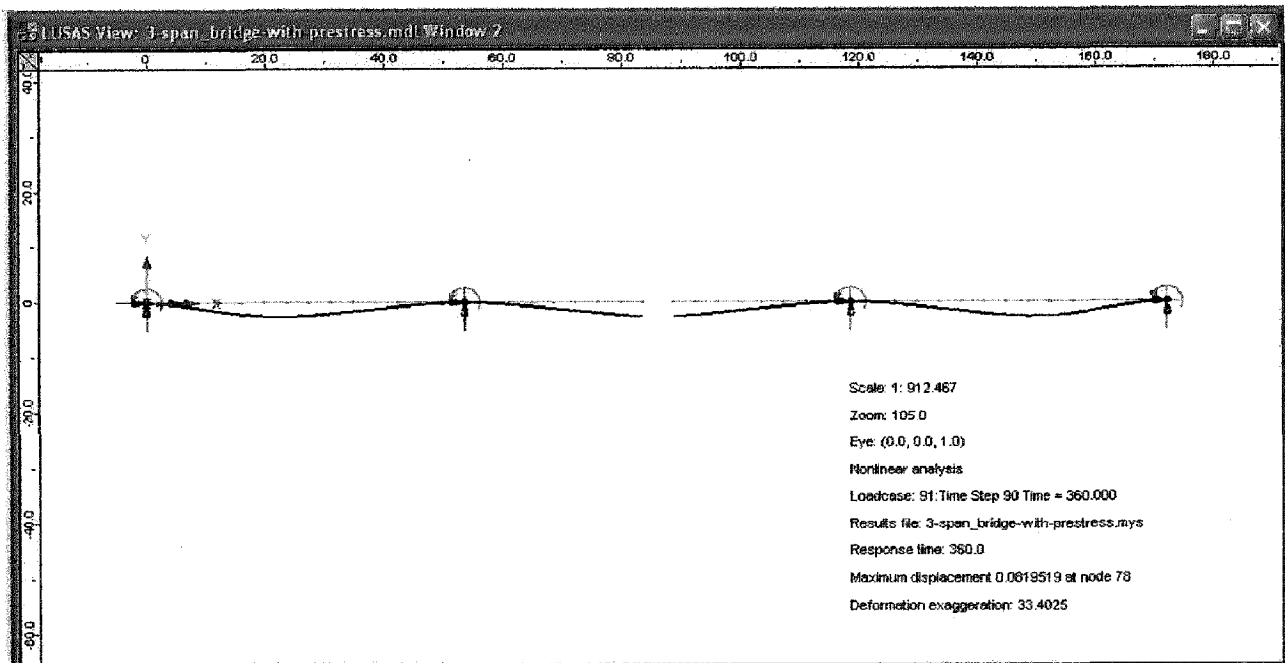 LUSAS View: 3-span_bridge-with-prestress.mdl Window 2
0 20.0 40.0 60.0 80.0 100.0 120.0 140.0 160.0 180.0
40.0
20.0
0
-20.0
-40.0
-60.0
Y
X
Scale: 1: 912.467
Zoom: 105.0
Eye: (0.0, 0.0, 1.0)
Nonlinear analysis
Loadcase: 91:Time Step 90 Time = 360.000
Results file: 3-span_bridge-with-prestress.mys
Response time: 360.0
Maximum displacement 0.0819519 at node 78
Deformation exaggeration: 33.4025